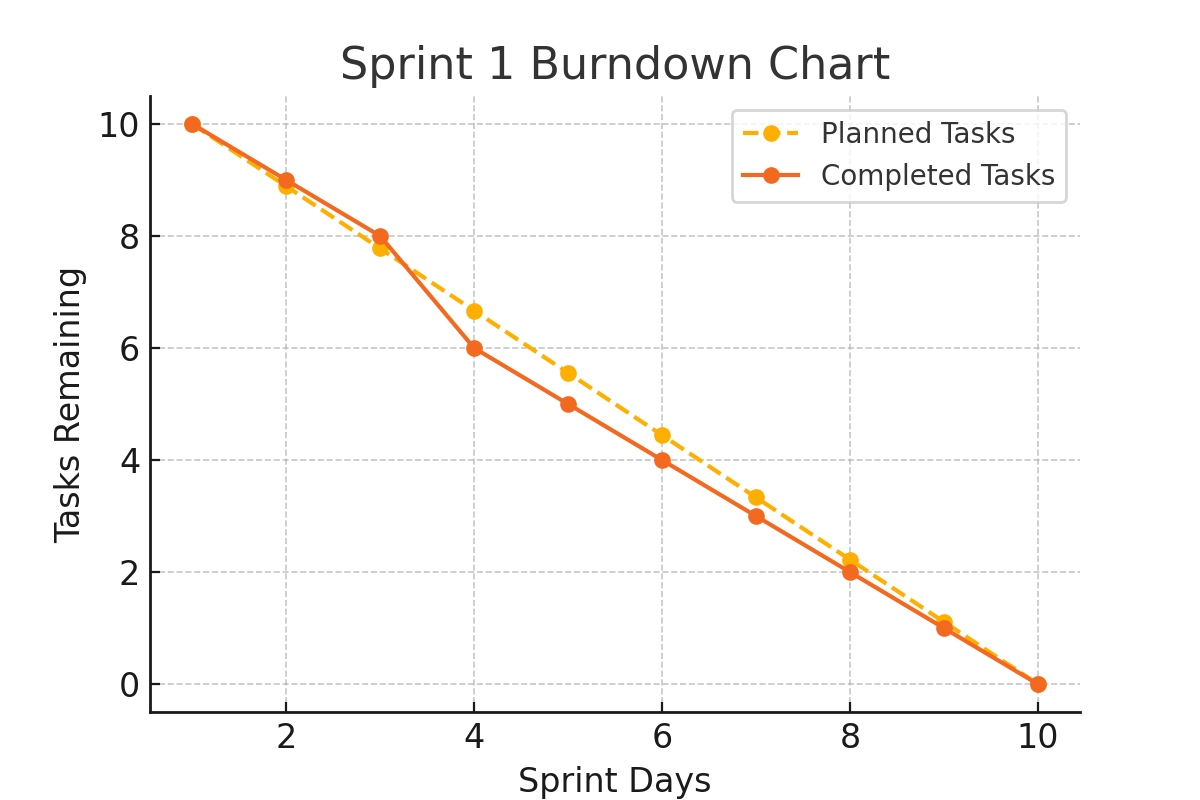 Sprint 1 Burndown Chart
Planned Tasks
Completed Tasks
Tasks Remaining
10
8
6
4
2
0
2 4 6 8 10
Sprint Days